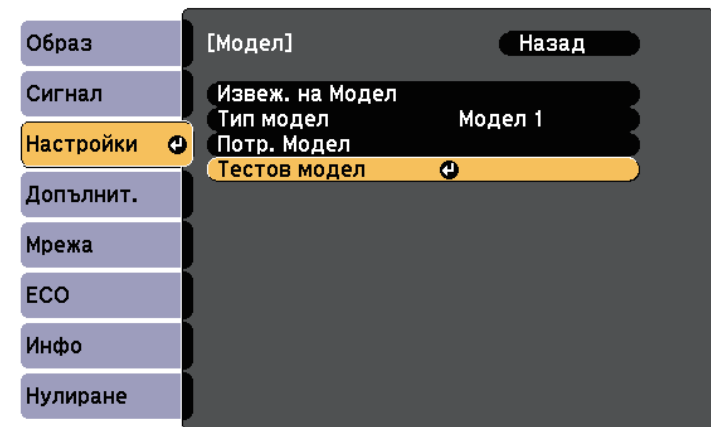 Образ
Сигнал
Настройки
Допълнит.
Мрежа
ECO
Инфо
Нулиране
[Модел] Назад
Извеж. на Модел
Тип модел Модел 1
Потр. Модел
Тестов модел